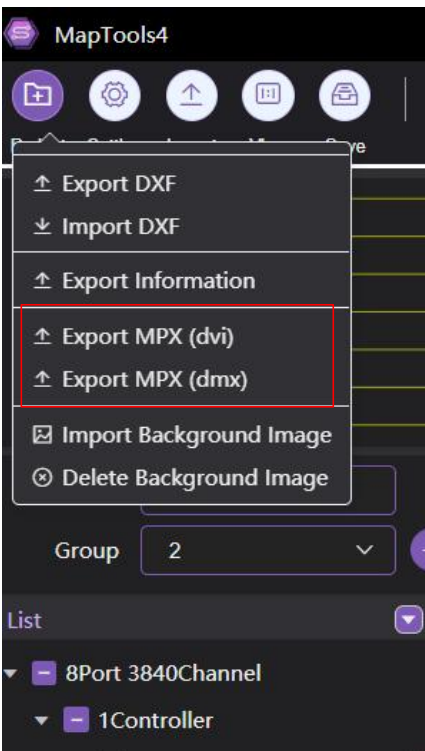 MapTools4
Export DXF
Import DXF
Export Information
Export MPX (dvi)
Export MPX (dmx)
Import Background Image
Delete Background Image
Group 2
List
8Port 3840Channel
1Controller